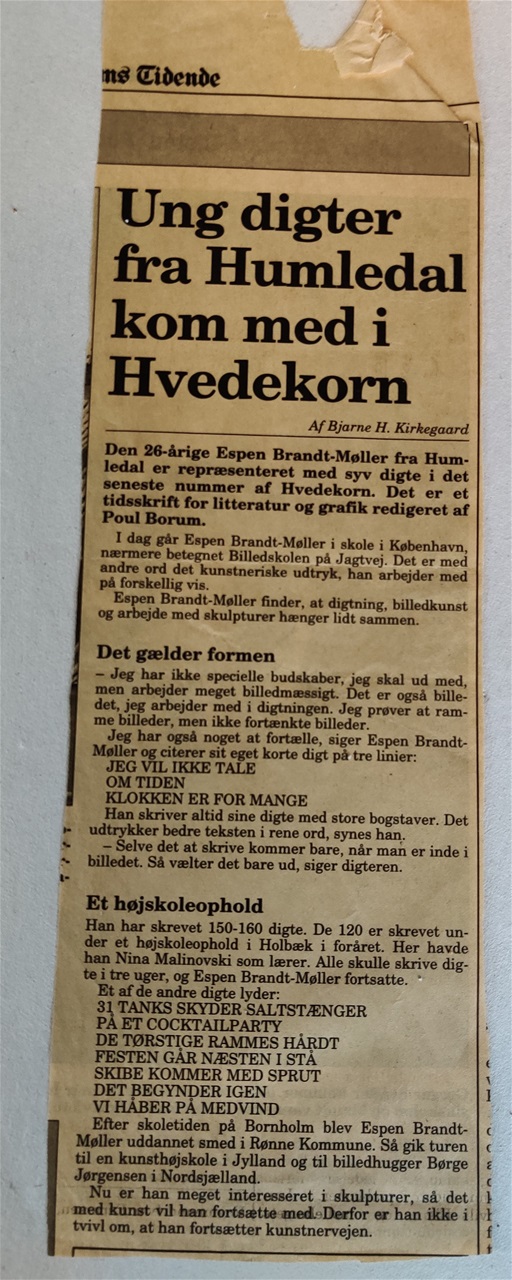 ns Tidende
Ung digter
fra Humledal
kom med i
Hvedekorn
Af Bjarne H. Kirkegaard
Den 26-årige Espen Brandt-Møller fra Hum-
ledal er repræsenteret med syv digte i det
seneste nummer af Hvedekorn. Det er et
tidsskrift for litteratur og grafik redigeret af
Poul Borum.
I dag går Espen Brandt-Møller i skole i København,
nærmere betegnet Billedskolen på Jagtvej. Det er med
andre ord det kunstneriske udtryk, han arbejder med
på forskellig vis.
Espen Brandt-Møller finder, at digtning, billedkunst
og arbejde med skulpturer hænger lidt sammen.
Det gælder formen
– Jeg har ikke specielle budskaber, jeg skal ud med,
men arbejder meget billedmæssigt. Det er også bille-
det, jeg arbejder med i digtningen. Jeg prøver at ram-
me billeder, men ikke fortænkte billeder.
Jeg har også noget at fortælle, siger Espen Brandt-
Møller og citerer sit eget korte digt på tre linier:
JEG VIL IKKE TALE
OM TIDEN
KLOKKEN ER FOR MANGE
Han skriver altid sine digte med store bogstaver. Det
udtrykker bedre teksten i rene ord, synes han.
– Selve det at skrive kommer bare, når man er inde i
billedet. Så vælter det bare ud, siger digteren.
Et højskoleophold
Han har skrevet 150-160 digte. De 120 er skrevet un-
der et højskoleophold i Holbæk i foråret. Her havde
han Nina Malinovski som lærer. Alle skulle skrive dig-
te i tre uger, og Espen Brandt-Møller fortsatte.
Et af de andre digte lyder:
31 TANKS SKYDER SALTSTÆNGER
PÅ ET COCKTAILPARTY
DE TØRSTIGE RAMMES HÅRDT
FESTEN GÅR NÆSTEN I STÅ
SKIBE KOMMER MED SPRUT
DET BEGYNDER IGEN
VI HÅBER PÅ MEDVIND
Efter skoletiden på Bornholm blev Espen Brandt-
Møller uddannet smed i Rønne Kommune. Så gik turen
til en kunsthøjskole i Jylland og til billedhugger Børge
Jørgensen i Nordsjælland.
Nu er han meget interesseret i skulpturer, så det
med kunst vil han fortsætte med. Derfor er han ikke i
tvivl om, at han fortsætter kunstnervejen.